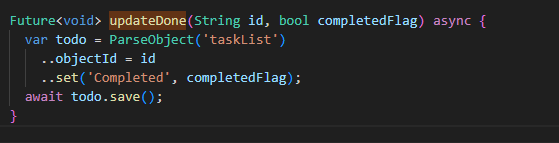 Future<void> updateDone(String id, bool completedFlag) async {
  var todo = ParseObject('taskList')
    ..objectId = id
    ..set('Completed', completedFlag);
  await todo.save();
}